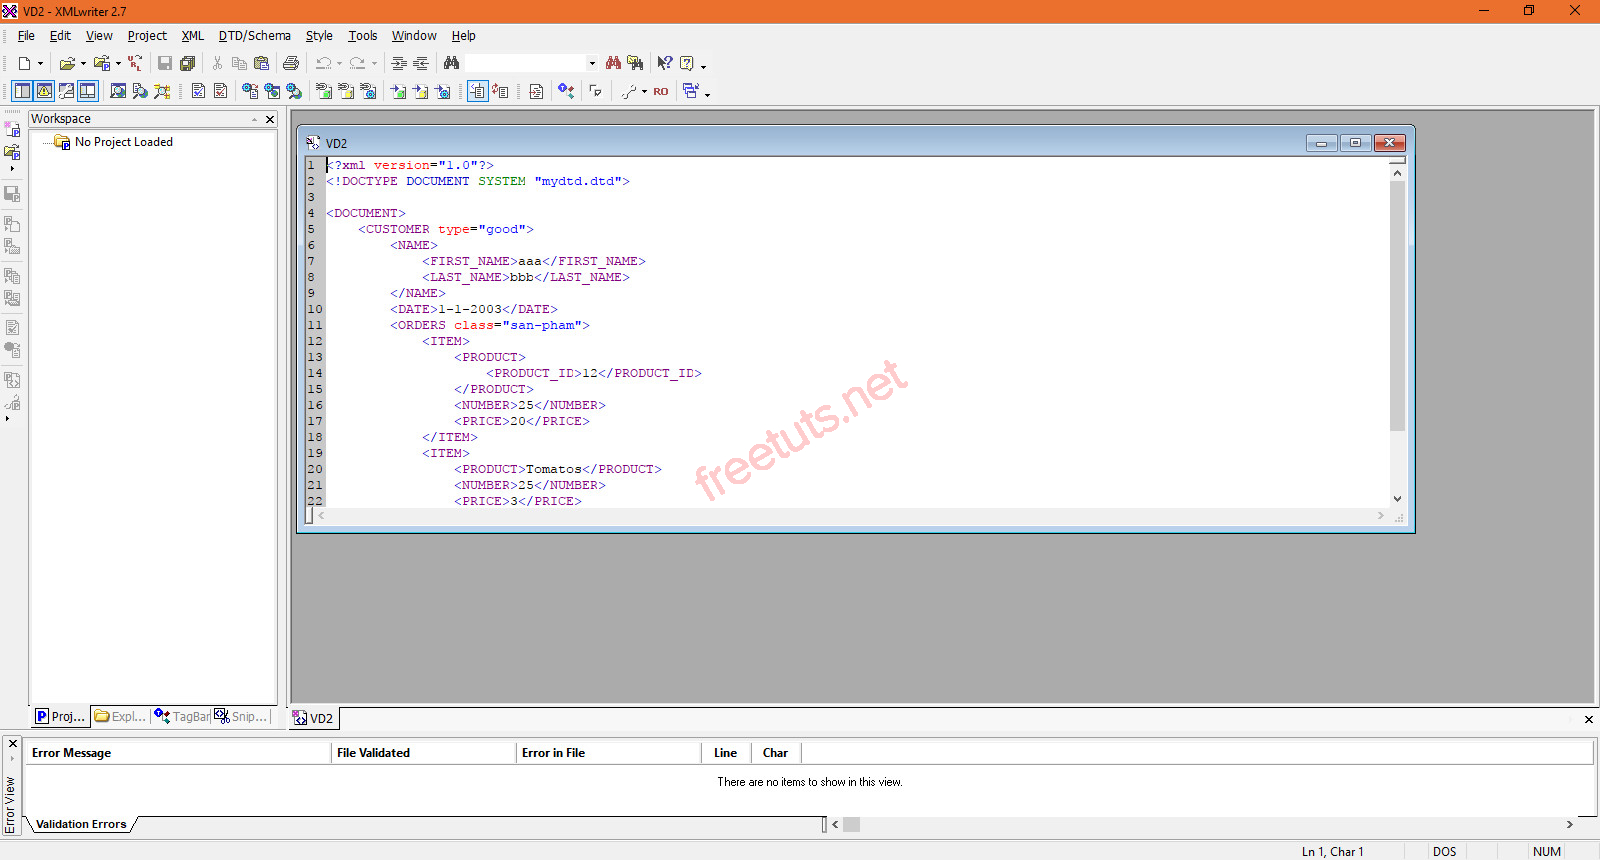 VD2 - XMLwriter 2.7
File Edit View Project XML DTD/Schema Style Tools Window Help
URL
RO
Workspace
No Project Loaded
VD2
1 <?xml version="1.0"?>
2 <!DOCTYPE DOCUMENT SYSTEM "mydtd.dtd">
3
4 <DOCUMENT>
5 <CUSTOMER type="good">
6 <NAME>
7 <FIRST_NAME>aaa</FIRST_NAME>
8 <LAST_NAME>bbb</LAST_NAME>
9 </NAME>
10 <DATE>1-1-2003</DATE>
11 <ORDERS class="san-pham">
12 <ITEM>
13 <PRODUCT>
14 <PRODUCT_ID>12</PRODUCT_ID>
15 </PRODUCT>
16 <NUMBER>25</NUMBER>
17 <PRICE>20</PRICE>
18 </ITEM>
19 <ITEM>
20 <PRODUCT>Tomatos</PRODUCT>
21 <NUMBER>25</NUMBER>
22 <PRICE>3</PRICE>
freetuts.net
Proj... Expl... TagBar Snip...
VD2
Error View
Error Message File Validated Error in File Line Char
There are no items to show in this view.
Validation Errors
Ln 1, Char 1 DOS NUM